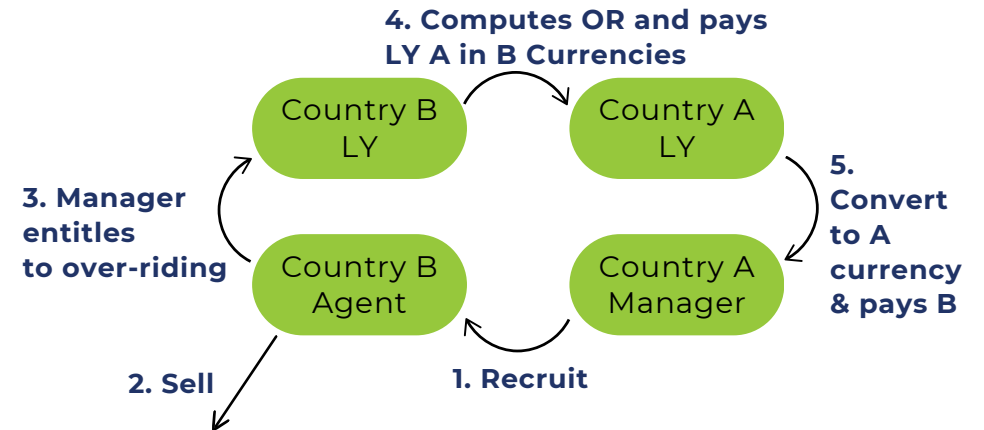 4. Computes OR and pays
LY A in B Currencies
Country B
LY
Country A
LY
3. Manager
entitles
to over-riding
5.
Convert
to A
currency
& pays B
Country B
Agent
Country A
Manager
2. Sell
1. Recruit